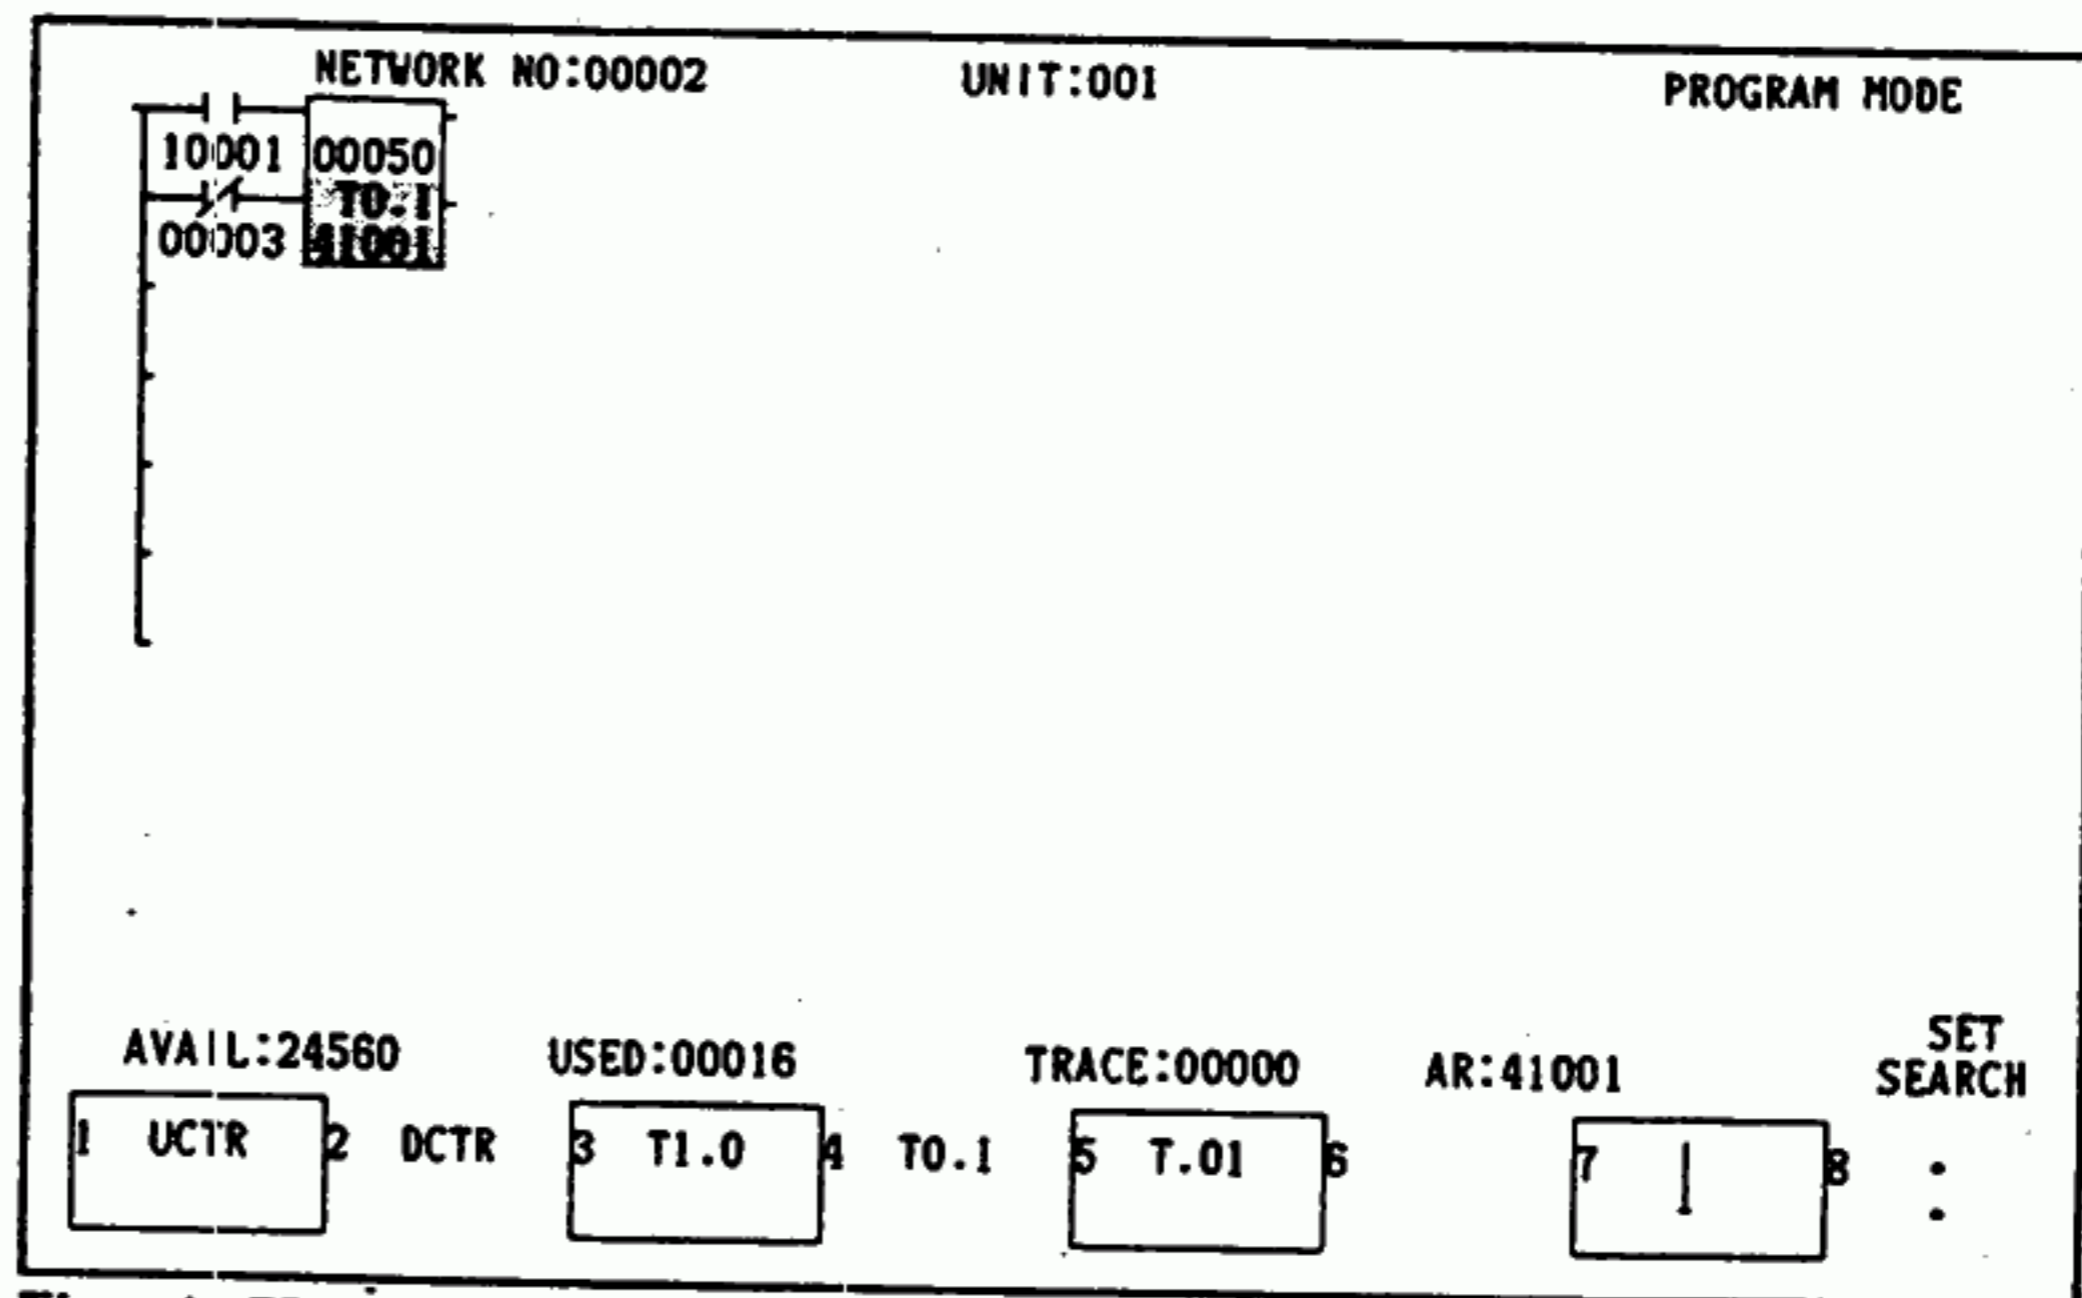 NETWORK NO:00002 UNIT:001 PROGRAM MODE
10001 00050
T0.1
00003 41001
SET
AVAIL:24560 USED:00016 TRACE:00000 AR:41001 SEARCH
1 UCTR 2 DCTR 3 T1.0 4 T0.1 5 T.01 6 7 8